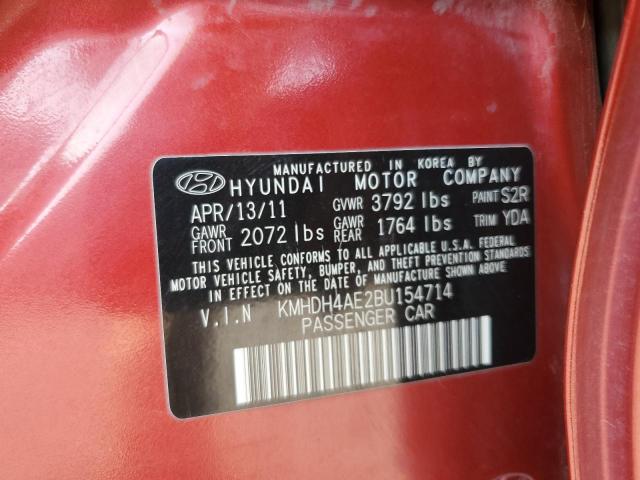 MANUFACTURED IN KOREA BY
HYUNDAI MOTOR COMPANY
APR/13/11 GVWR 3792 lbs PAINT S2R
GAWR FRONT 2072 lbs GAWR REAR 1764 lbs TRIM YDA
THIS VEHICLE CONFORMS TO ALL APPLICABLE U.S.A. FEDERAL
MOTOR VEHICLE SAFETY, BUMPER, AND THEFT PREVENTION
STANDARDS IN EFFECT ON THE DATE OF MANUFACTURE SHOWN ABOVE.
V.I.N KMHDH4AE2BU154714
PASSENGER CAR